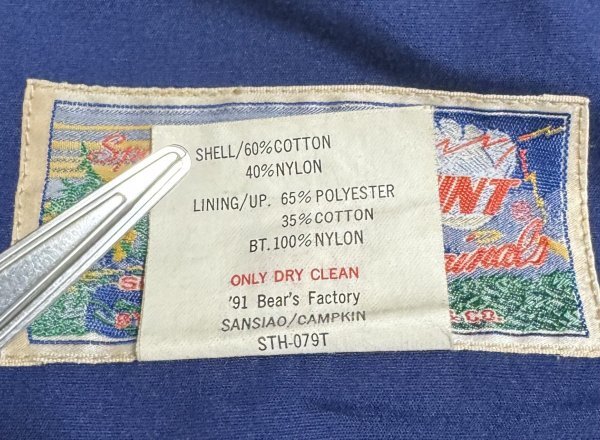 SHELL/60%COTTON
40%NYLON
LINING/UP. 65%POLYESTER
35%COTTON
BT.100%NYLON
ONLY DRY CLEAN
'91 Bear's Factory
SANSIAO/CAMPKIN
STH-079T